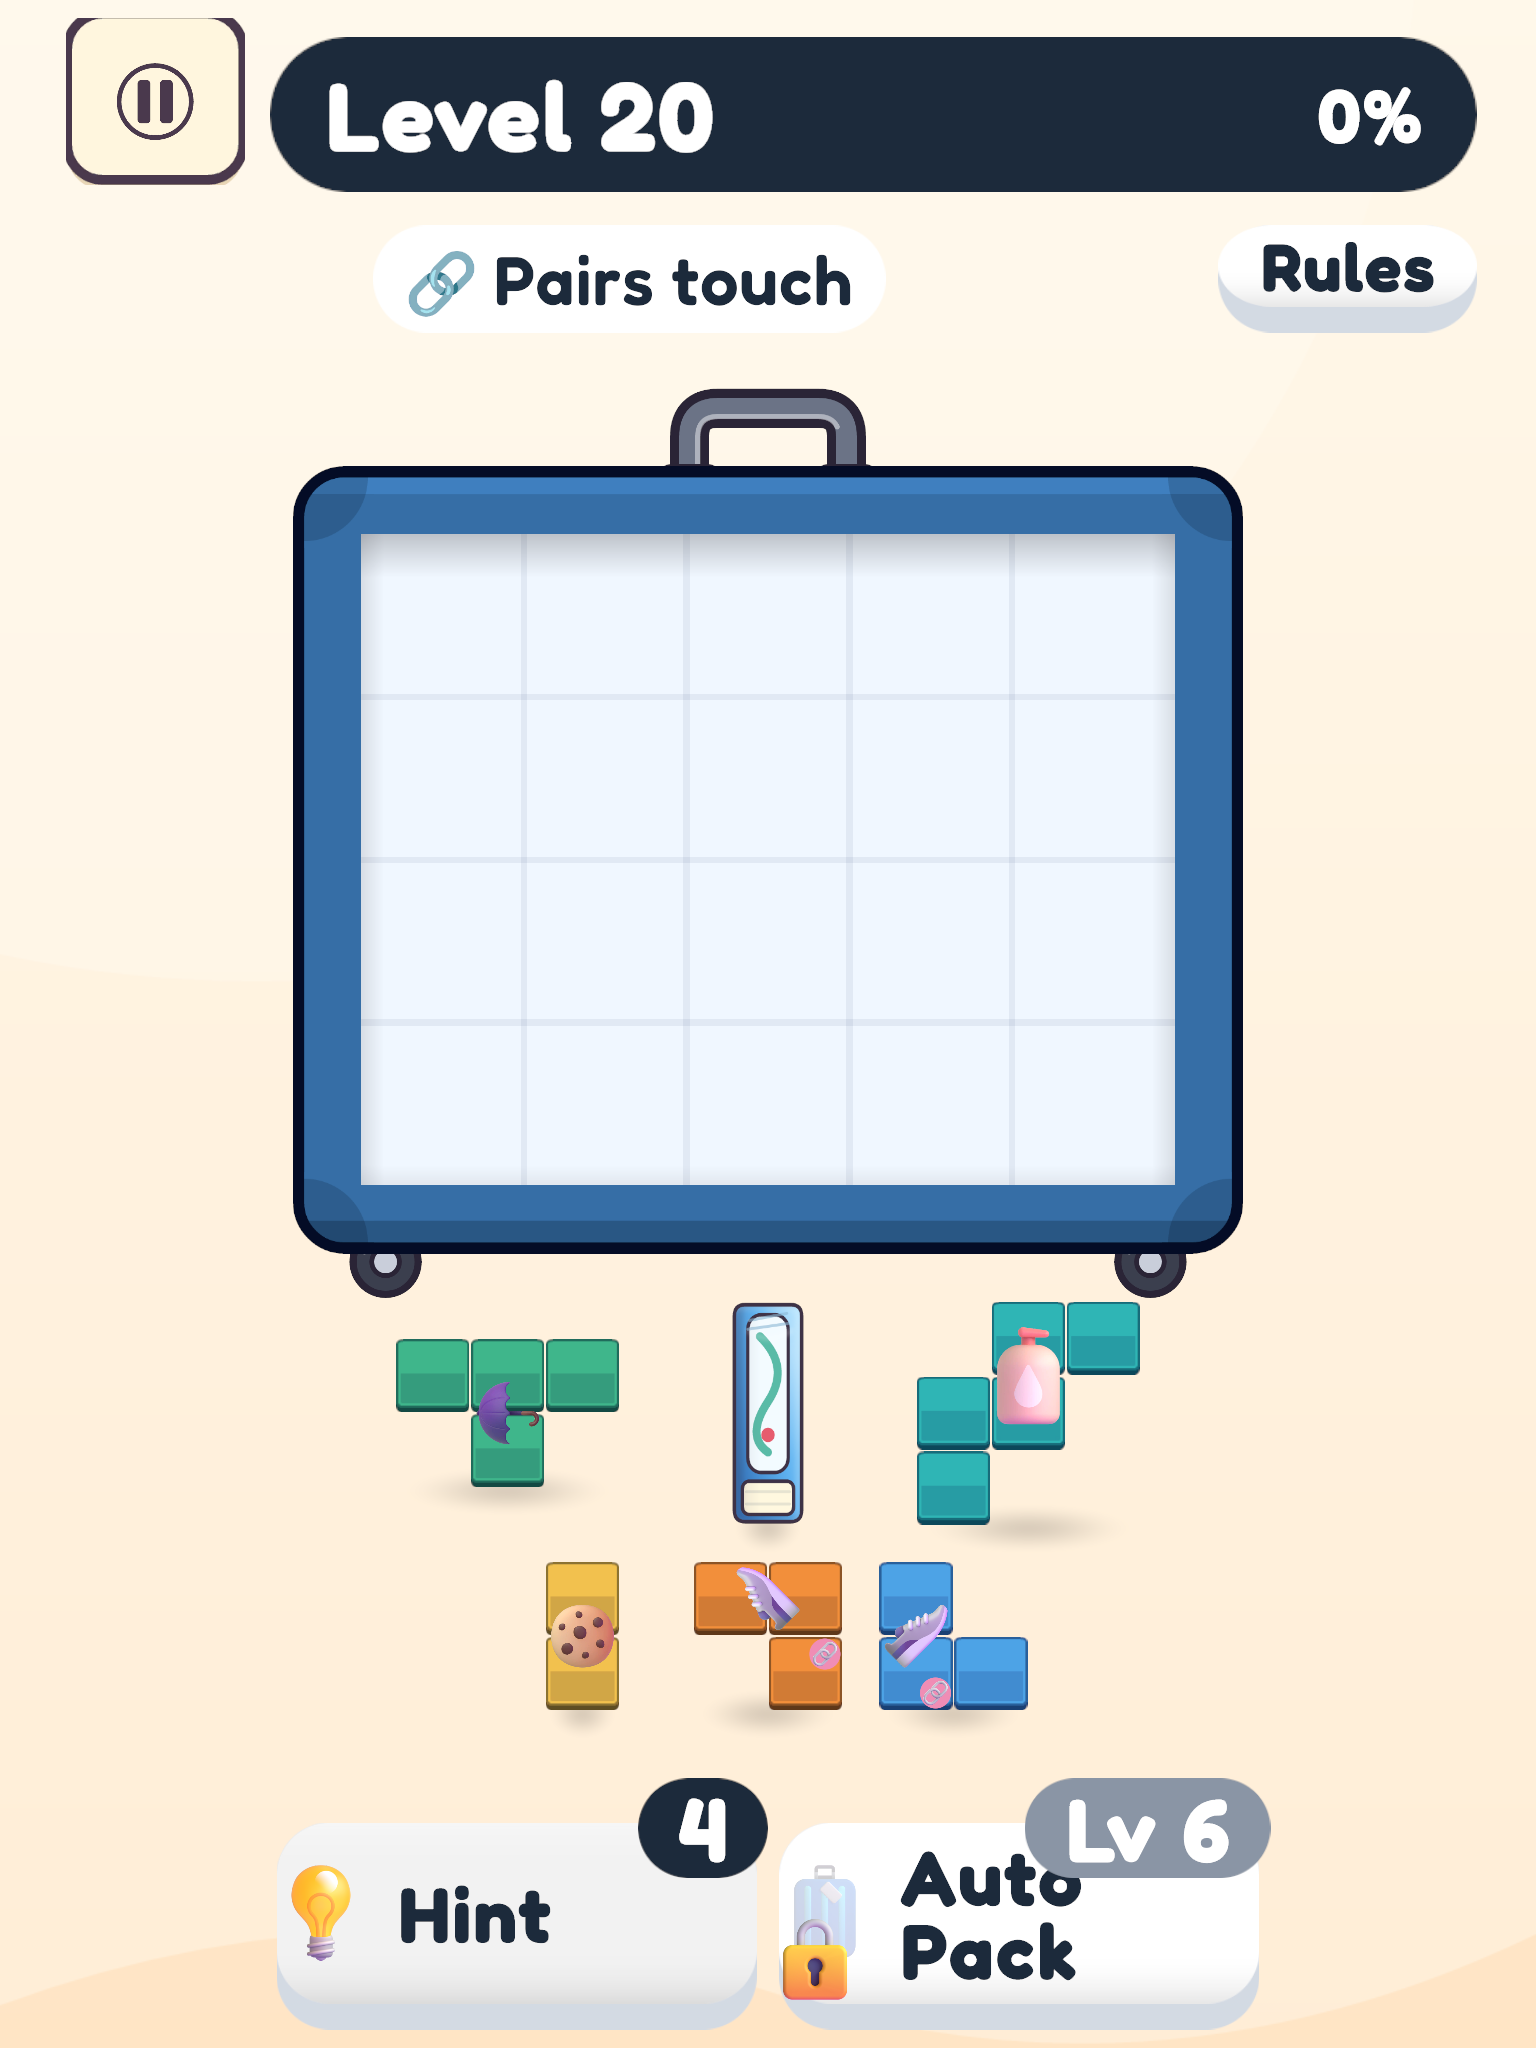 Level 20
0%
🔗 Pairs touch
Rules
4
Lv 6
Hint
Auto
Pack